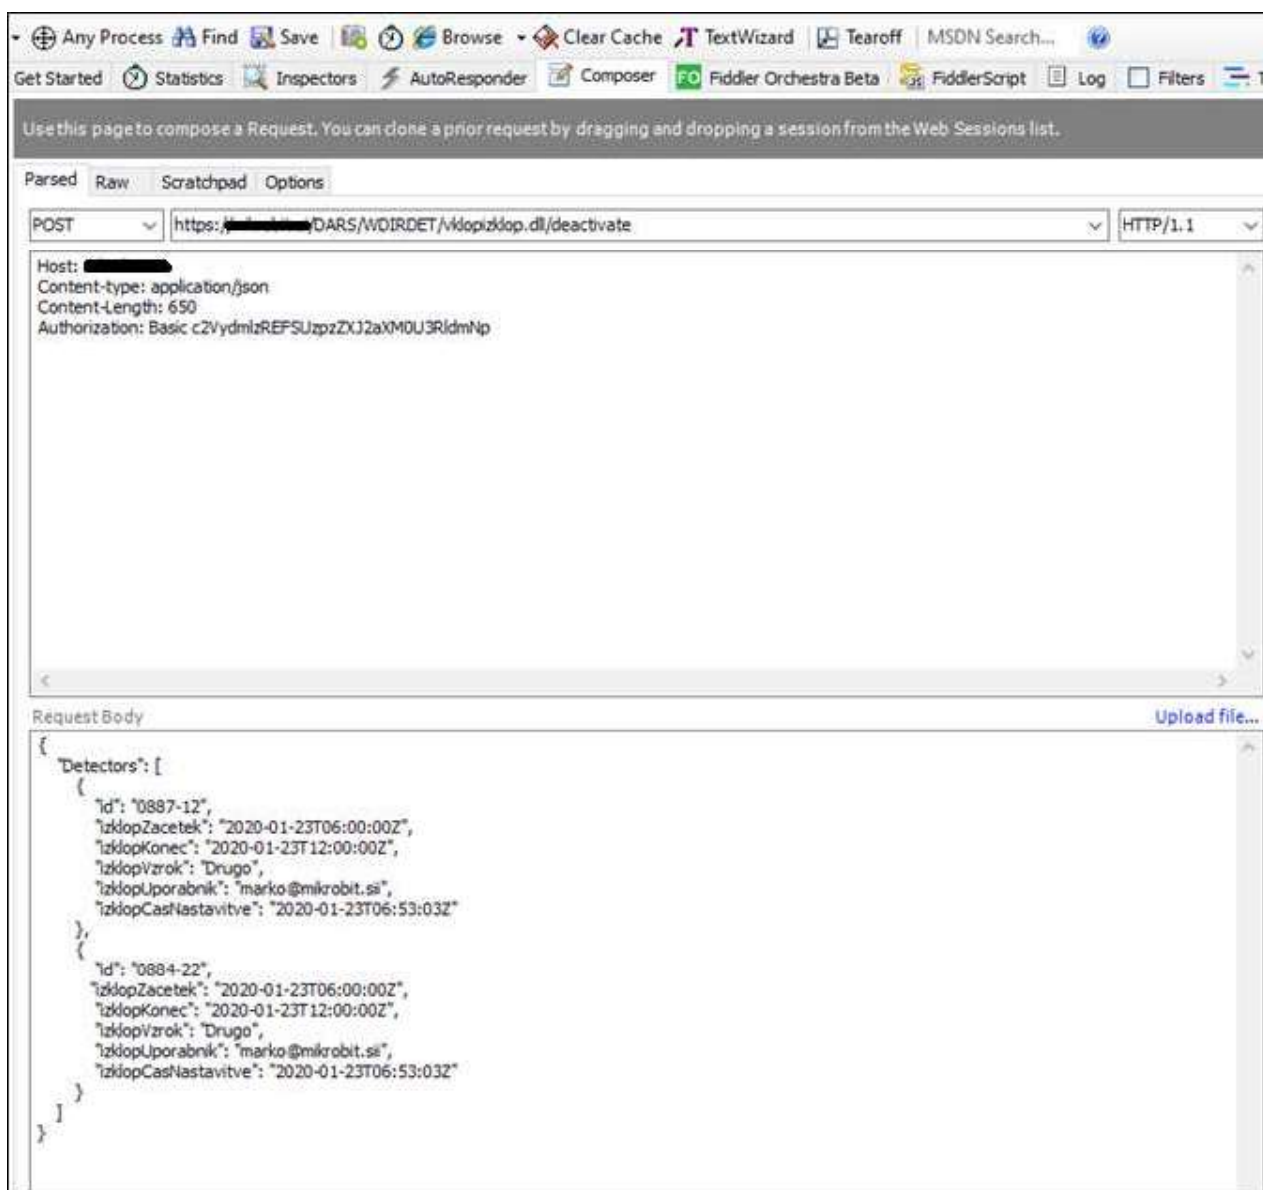 Any Process Find Save Browse Clear Cache TextWizard Tearoff MSDN Search...
Get Started Statistics Inspectors AutoResponder Composer FO Fiddler Orchestra Beta FiddlerScript Log Filters
Use this page to compose a Request. You can clone a prior request by dragging and dropping a session from the Web Sessions list.
Parsed Raw Scratchpad Options
POST https:/ /DARS/WDIRDET/vklopizklop.dll/deactivate HTTP/1.1
Host:
Content-type: application/json
Content-Length: 650
Authorization: Basic
Request Body Upload file...
{
"Detectors": [
{
"id": "0887-12",
"izklopZacetek": "2020-01-23T06:00:00Z",
"izklopKonec": "2020-01-23T12:00:00Z",
"izklopVzrok": "Drugo",
"izklopUporabnik": "marko@mikrobit.sii",
"izklopCasNastavitve": "2020-01-23T06:53:03Z"
},
{
"id": "0884-22",
"izklopZacetek": "2020-01-23T06:00:00Z",
"izklopKonec": "2020-01-23T12:00:00Z",
"izklopVzrok": "Drugo",
"izklopUporabnik": "marko@mikrobit.sii",
"izklopCasNastavitve": "2020-01-23T06:53:03Z"
}
]
}